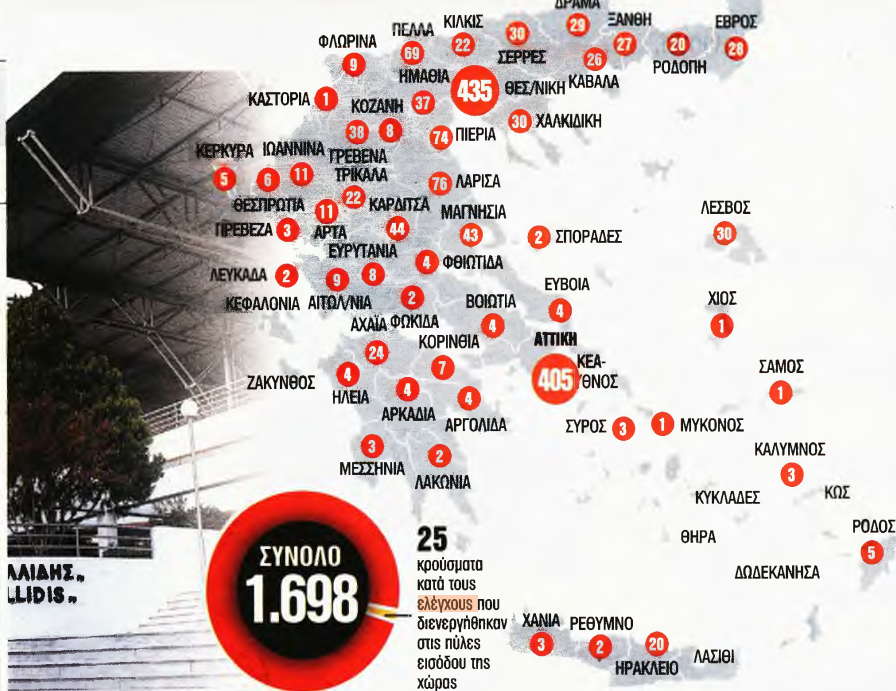 ΔΡΑΜΑ
29
ΞΑΝΘΗ
27
ΕΒΡΟΣ
28
ΠΕΛΛΑ
69
ΚΙΛΚΙΣ
22
30
ΣΕΡΡΕΣ
20
ΡΟΔΟΠΗ
ΦΛΩΡΙΝΑ
9
26
ΚΑΒΑΛΑ
ΗΜΑΘΙΑ
37
435
ΘΕΣ/ΝΙΚΗ
ΚΑΣΤΟΡΙΑ
1
ΚΟΖΑΝΗ
38
8
ΓΡΕΒΕΝΑ
74
ΠΙΕΡΙΑ
30
ΧΑΛΚΙΔΙΚΗ
ΚΕΡΚΥΡΑ
5
ΙΩΑΝΝΙΝΑ
6
11
ΘΕΣΠΡΩΤΙΑ
ΤΡΙΚΑΛΑ
22
76
ΛΑΡΙΣΑ
ΚΑΡΔΙΤΣΑ
44
ΜΑΓΝΗΣΙΑ
43
ΛΕΣΒΟΣ
30
ΠΡΕΒΕΖΑ
3
11
ΑΡΤΑ
2
ΣΠΟΡΑΔΕΣ
ΕΥΡΥΤΑΝΙΑ
8
4
ΦΘΙΩΤΙΔΑ
ΛΕΥΚΑΔΑ
2
9
ΚΕΦΑΛΟΝΙΑ
ΑΙΤΩΛ/ΝΙΑ
2
ΦΩΚΙΔΑ
ΒΟΙΩΤΙΑ
4
ΕΥΒΟΙΑ
4
ΧΙΟΣ
1
ΑΧΑΪΑ
24
ΚΟΡΙΝΘΙΑ
7
ΑΤΤΙΚΗ
405
ΚΕΑ-
ΥΘΝΟΣ
ΣΑΜΟΣ
1
ΖΑΚΥΝΘΟΣ
4
ΗΛΕΙΑ
4
ΑΡΚΑΔΙΑ
4
ΑΡΓΟΛΙΔΑ
ΣΥΡΟΣ
3
1
ΜΥΚΟΝΟΣ
3
ΜΕΣΣΗΝΙΑ
2
ΛΑΚΩΝΙΑ
ΚΑΛΥΜΝΟΣ
3
ΚΥΚΛΑΔΕΣ
ΚΩΣ
ΘΗΡΑ
ΡΟΔΟΣ
5
ΔΩΔΕΚΑΝΗΣΑ
ΛΛΙΔΗΣ„
LLIDIS„
ΣΥΝΟΛΟ
1.698
25
κρούσματα
κατά τους
ελέγχους που
διενεργήθηκαν
στις πύλες
εισόδου της
χώρας
ΧΑΝΙΑ
3
ΡΕΘΥΜΝΟ
2
20
ΗΡΑΚΛΕΙΟ
ΛΑΣΙΘΙ